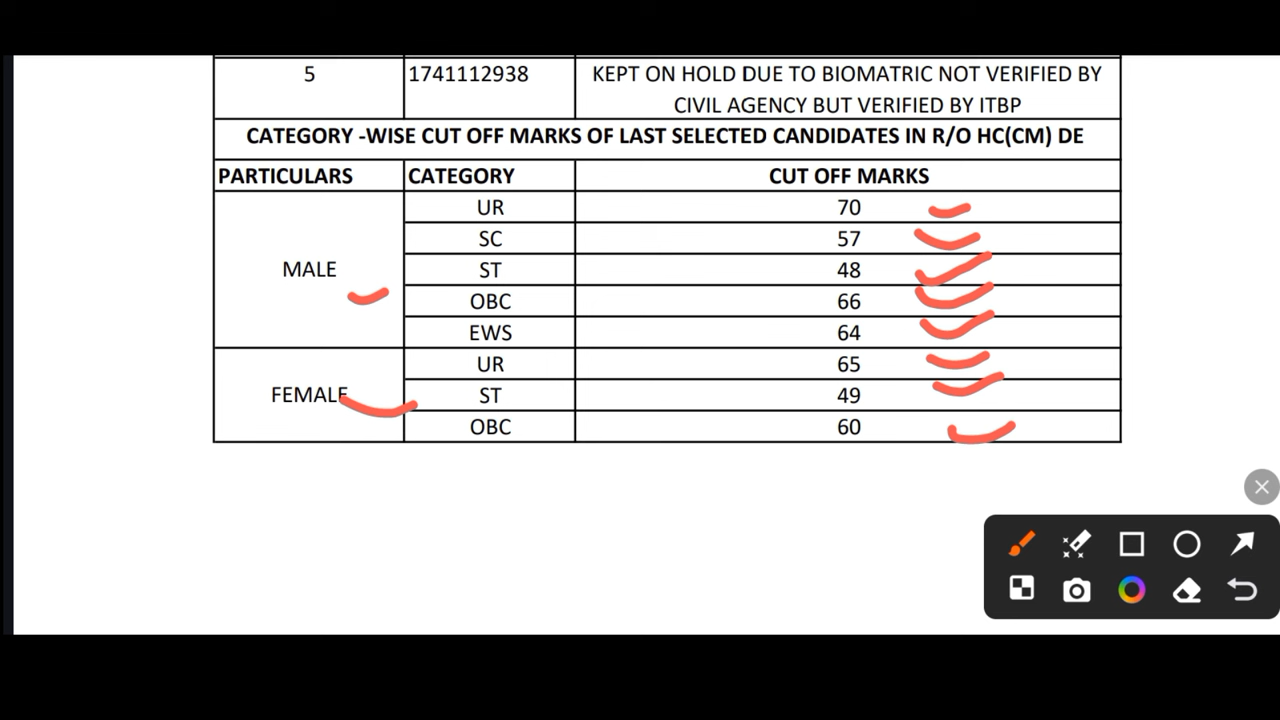 5 1741112938 KEPT ON HOLD DUE TO BIOMATRIC NOT VERIFIED BY
CIVIL AGENCY BUT VERIFIED BY ITBP
CATEGORY -WISE CUT OFF MARKS OF LAST SELECTED CANDIDATES IN R/O HC(CM) DE
PARTICULARS CATEGORY CUT OFF MARKS
MALE
UR 70
SC 57
ST 48
OBC 66
EWS 64
FEMALE
UR 65
ST 49
OBC 60